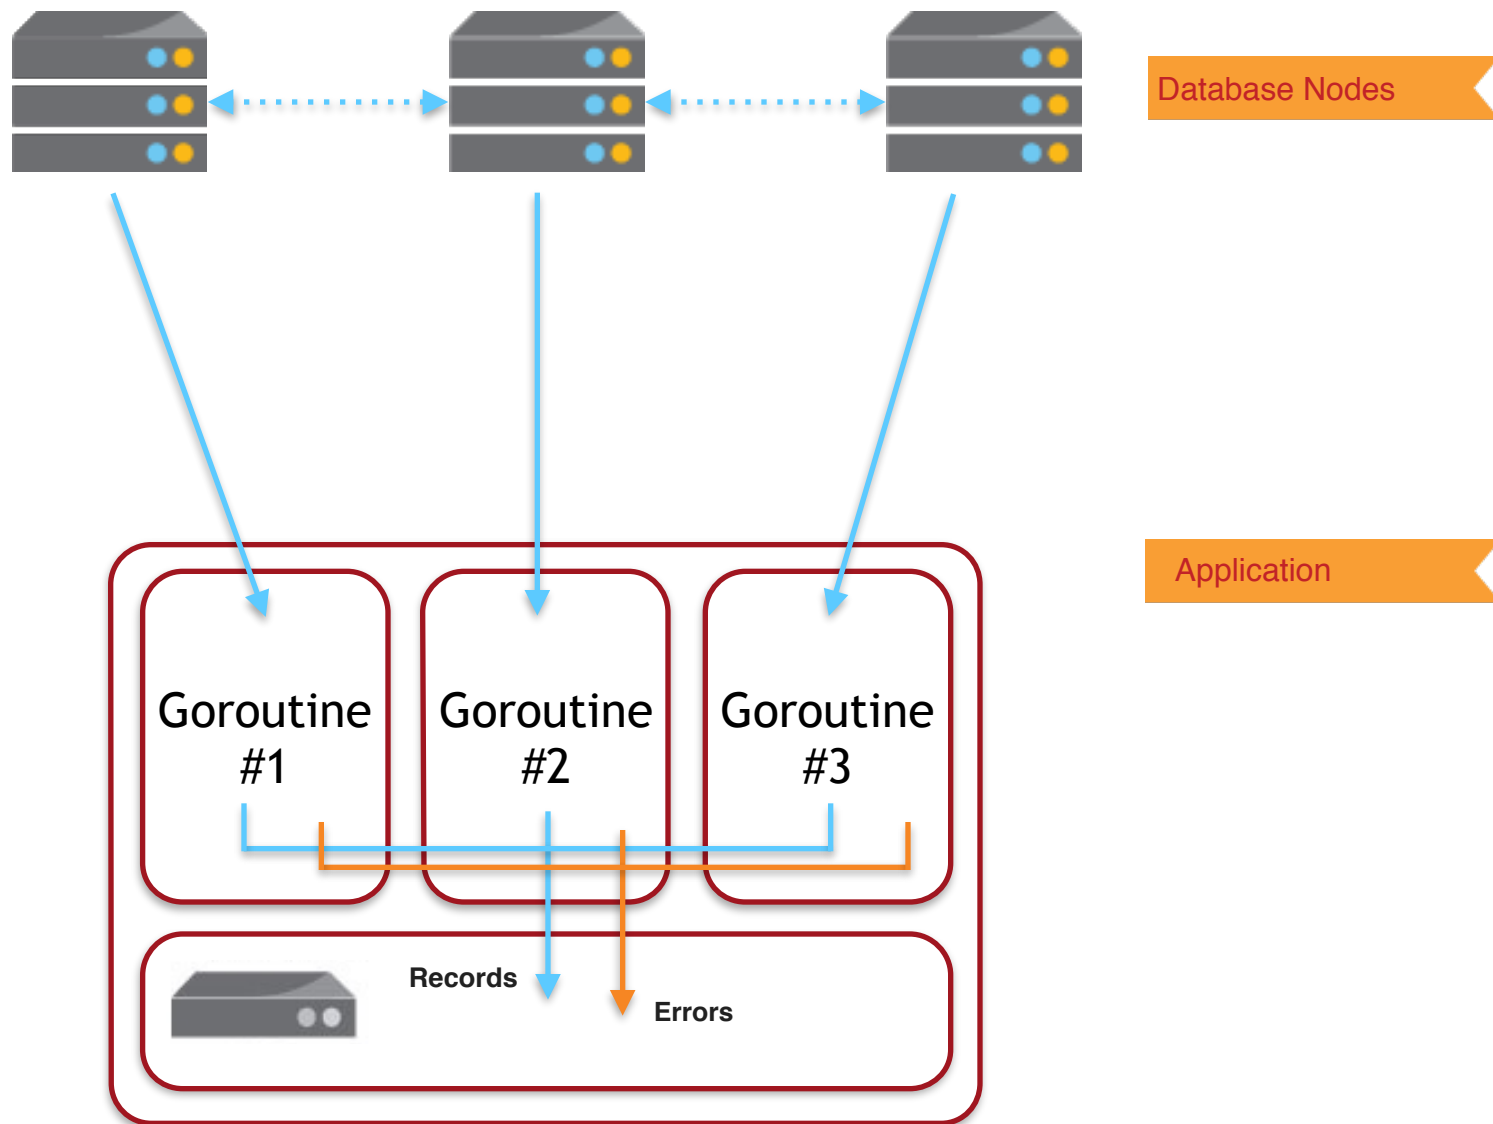 Database Nodes
Application
Goroutine
#1
Goroutine
#2
Goroutine
#3
Records
Errors